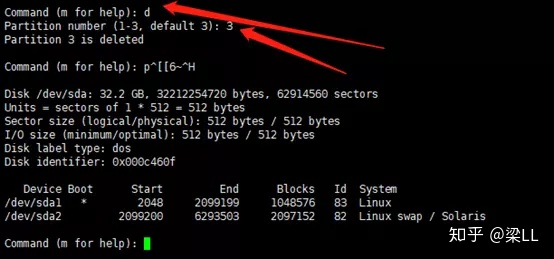 Command (m for help): d
Partition number (1-3, default 3): 3
Partition 3 is deleted
Command (m for help): p^[[6~^H
Disk /dev/sda: 32.2 GB, 32212254720 bytes, 62914560 sectors
Units = sectors of 1 * 512 = 512 bytes
Sector size (logical/physical): 512 bytes / 512 bytes
I/O size (minimum/optimal): 512 bytes / 512 bytes
Disk label type: dos
Disk identifier: 0x000c460f
Device Boot Start End Blocks Id System
/dev/sda1 * 2048 2099199 1048576 83 Linux
/dev/sda2 2099200 6293503 2097152 82 Linux swap / Solaris
Command (m for help):
知乎 @梁LL